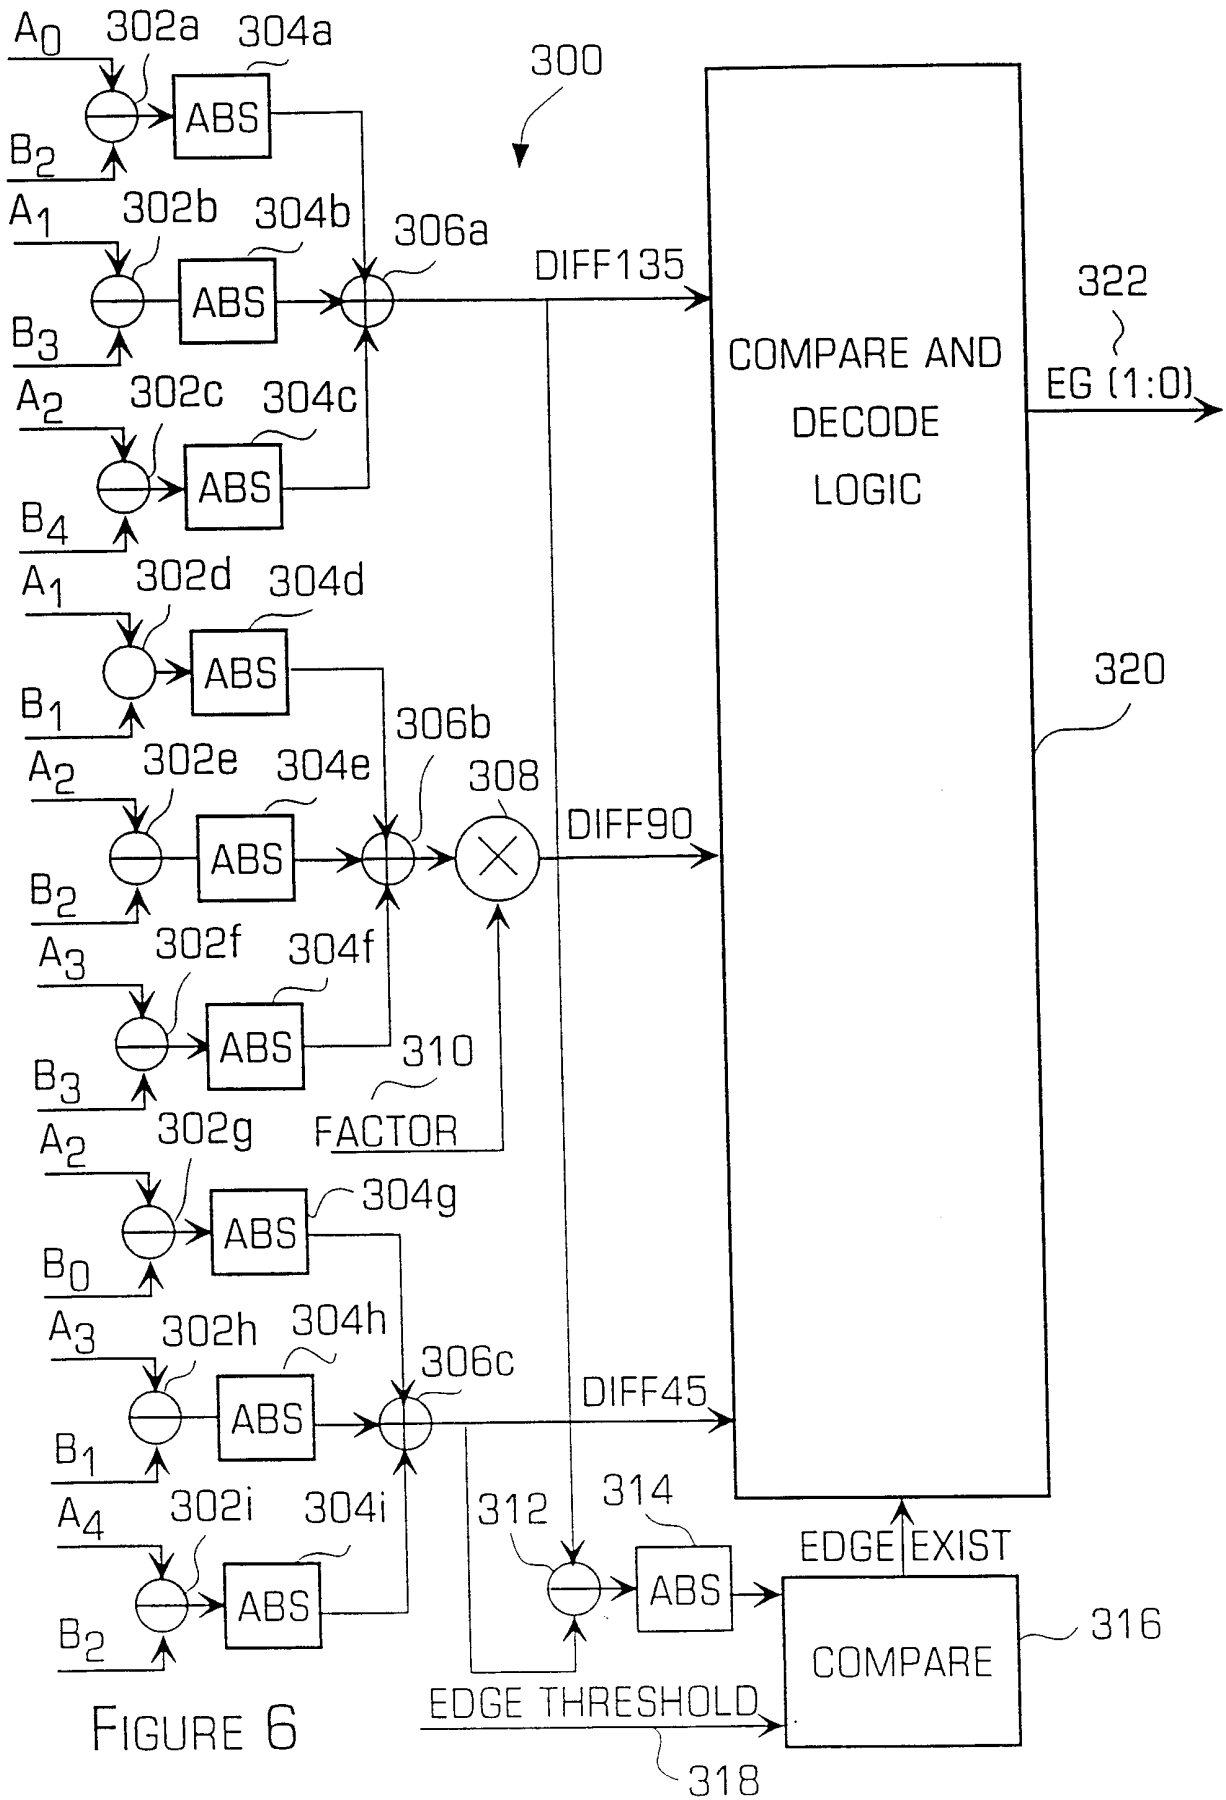 A0 302a 304a
ABS
B2
300
A1 302b 304b 306a
ABS
B3
DIFF135
A2 302c 304c
ABS
B4
COMPARE AND
DECODE
LOGIC
322
EG (1:0)
A1 302d 304d
ABS
B1
320
A2 302e 304e 306b 308
ABS
B2
DIFF90
A3 302f 304f
ABS
B3
310
FACTOR
A2 302g 304g
ABS
B0
A3 302h 304h 306c
ABS
B1
DIFF45
A4 302i 304i
ABS
B2
312 314
ABS
EDGE EXIST
COMPARE
316
EDGE THRESHOLD
318
FIGURE 6